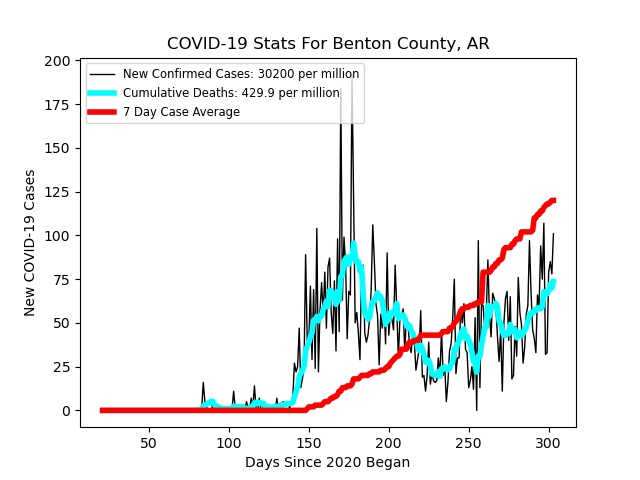 COVID-19 Stats For Benton County, AR
200
175
150
125
100
75
50
25
0
New COVID-19 Cases
New Confirmed Cases: 30200 per million
Cumulative Deaths: 429.9 per million
7 Day Case Average
50 100 150 200 250 300
Days Since 2020 Began